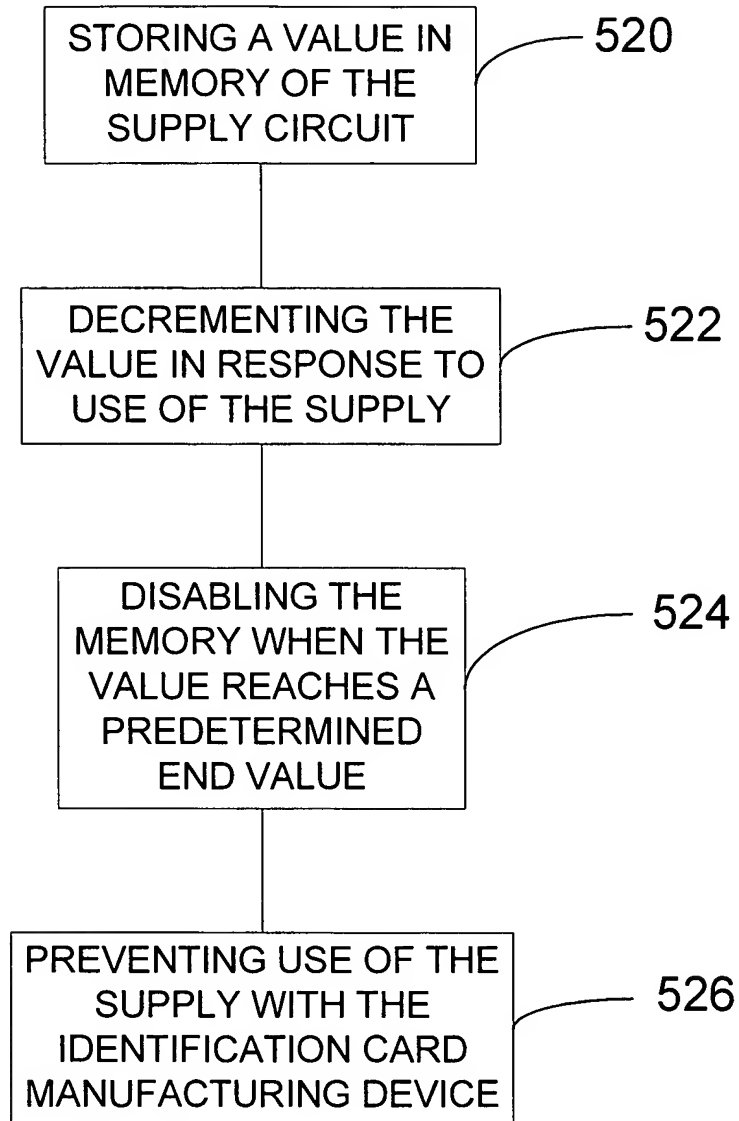 STORING A VALUE IN
MEMORY OF THE
SUPPLY CIRCUIT
520
DECREMENTING THE
VALUE IN RESPONSE TO
USE OF THE SUPPLY
522
DISABLING THE
MEMORY WHEN THE
VALUE REACHES A
PREDETERMINED
END VALUE
524
PREVENTING USE OF THE
SUPPLY WITH THE
IDENTIFICATION CARD
MANUFACTURING DEVICE
526